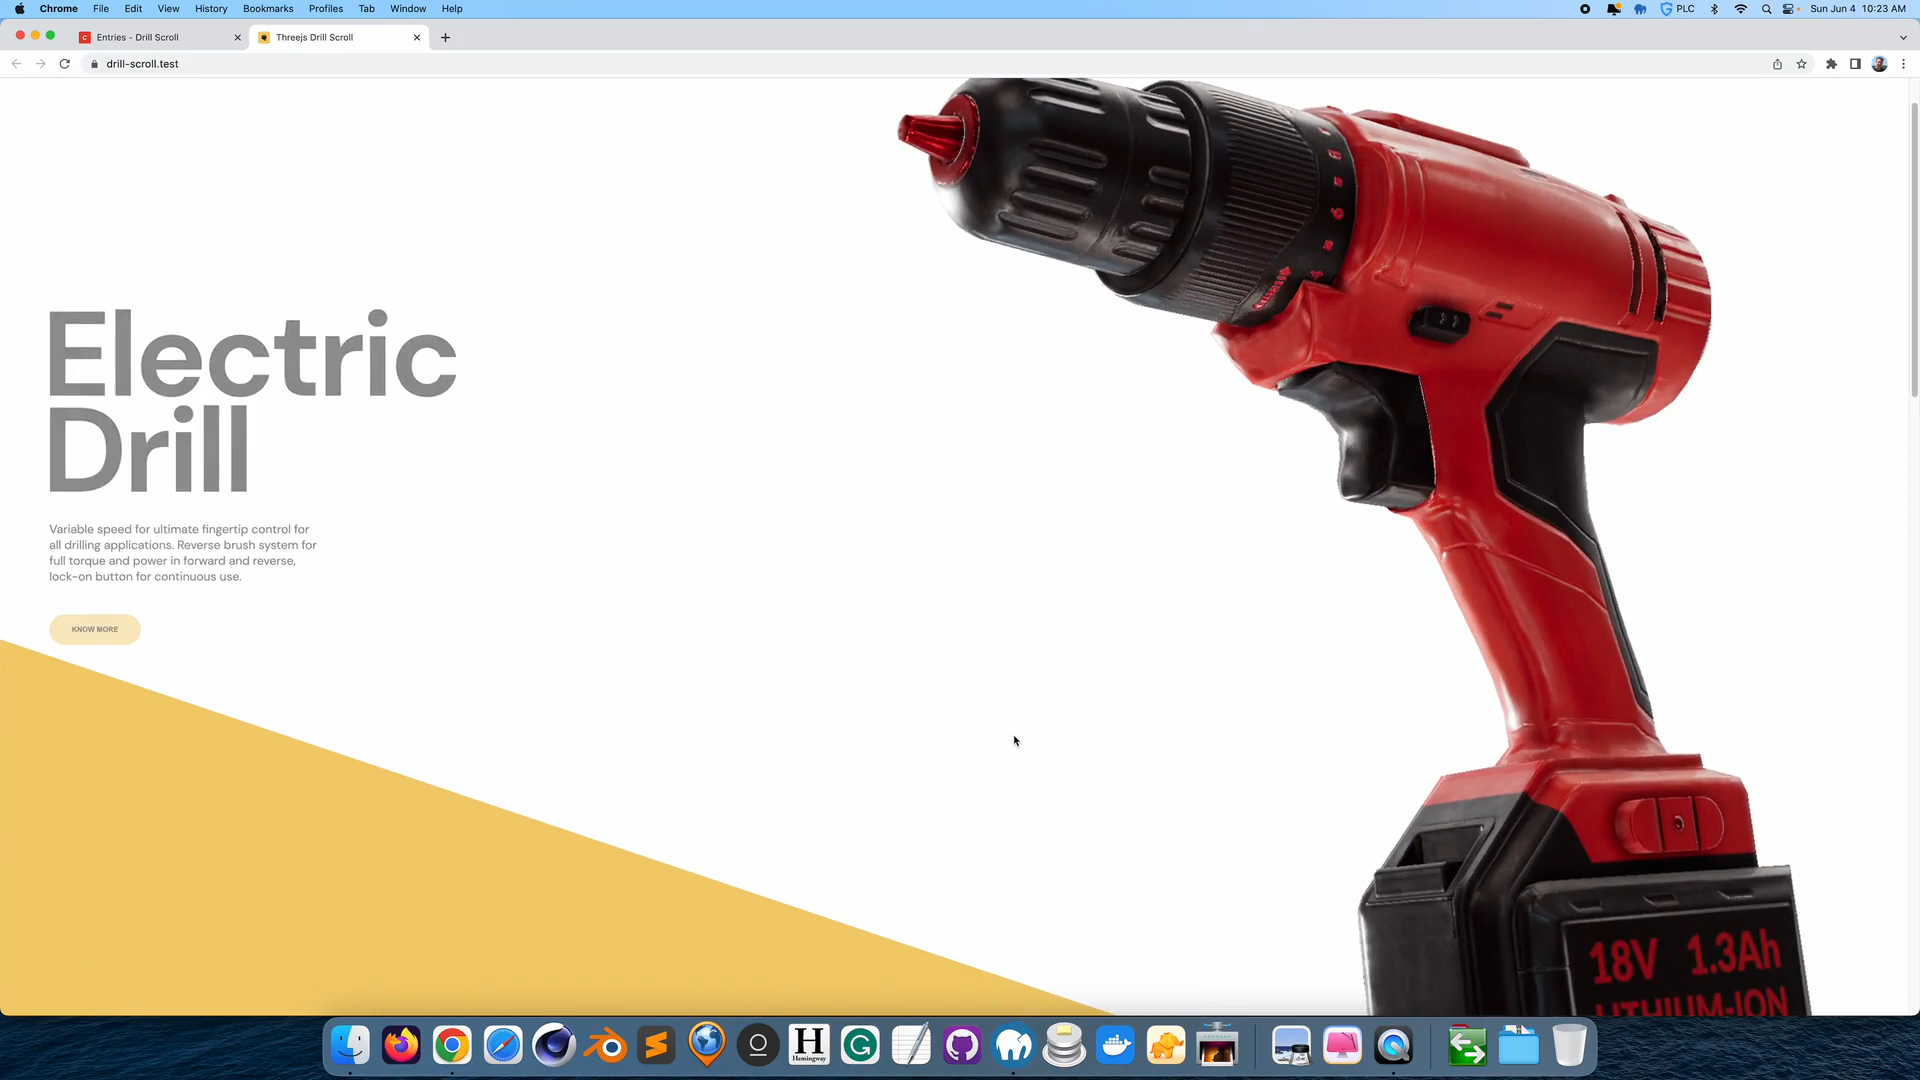 Chrome File Edit View History Bookmarks Profiles Tab Window Help PLC Sun Jun 4 10:23 AM
Entries - Drill Scroll Threejs Drill Scroll
drill-scroll.test
Electric
Drill
Variable speed for ultimate fingertip control for
all drilling applications. Reverse brush system for
full torque and power in forward and reverse,
lock-on button for continuous use.
KNOW MORE
18V 1.3Ah
LITHIUM-ION
H
Hemingway